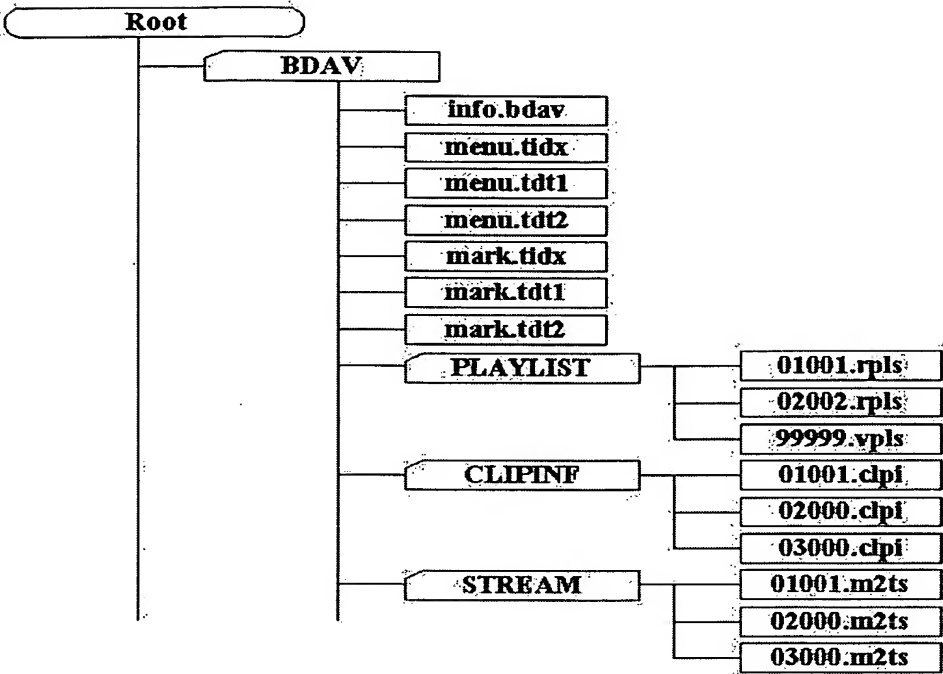 Root
BDAV
info.bdav
menu.tidx
menu.tdt1
menu.tdt2
mark.tidx
mark.tdt1
mark.tdt2
PLAYLIST
01001.rpls
02002.rpls
99999.vpls
CLIPINF
01001.clpi
02000.clpi
03000.clpi
STREAM
01001.m2ts
02000.m2ts
03000.m2ts